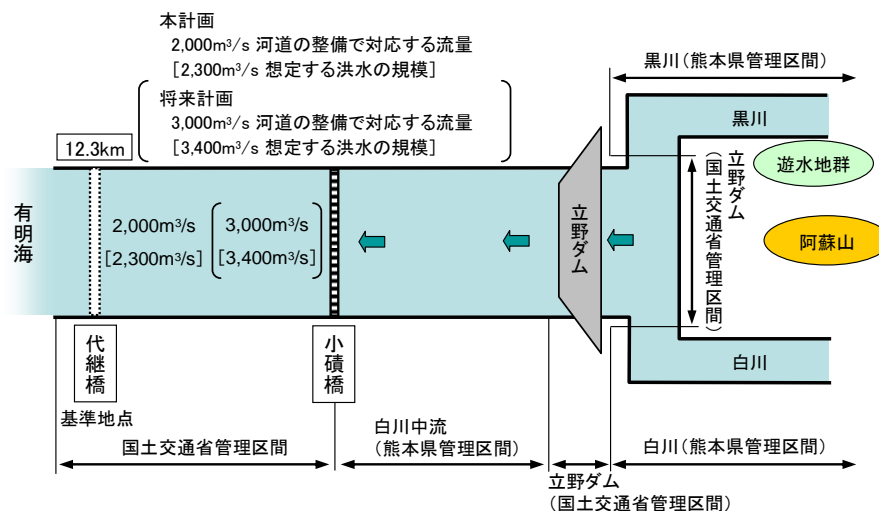 本計画
2,000m³/s 河道の整備で対応する流量
[2,300m³/s 想定する洪水の規模]
将来計画
3,000m³/s 河道の整備で対応する流量
[3,400m³/s 想定する洪水の規模]
黒川(熊本県管理区間)
12.3km
黒川
遊水地群
立野ダム
(国土交通省管理区間)
阿蘇山
有明海
2,000m³/s
[2,300m³/s]
3,000m³/s
[3,400m³/s]
立野ダム
代継橋
小磧橋
白川
基準地点
国土交通省管理区間
白川中流
(熊本県管理区間)
白川(熊本県管理区間)
立野ダム
(国土交通省管理区間)